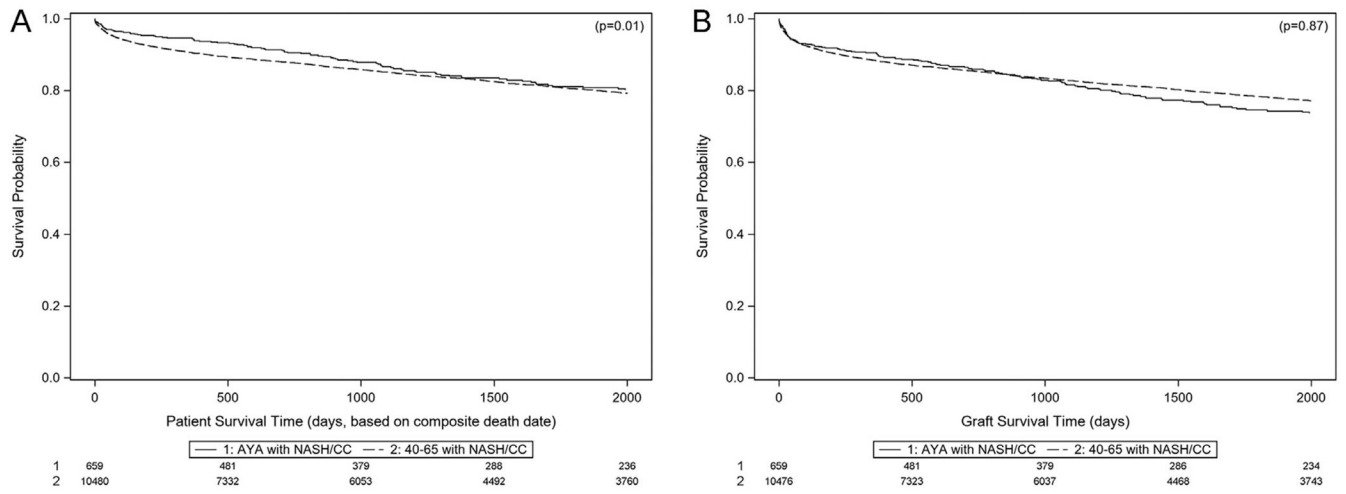 A
(p=0.01)
1.0
0.8
0.6
0.4
0.2
0.0
Survival Probability
0 500 1000 1500 2000
Patient Survival Time (days, based on composite death date)
1: AYA with NASH/CC 2: 40-65 with NASH/CC
1 659 481 379 288 236
2 10480 7332 6053 4492 3760
B
(p=0.87)
1.0
0.8
0.6
0.4
0.2
0.0
Survival Probability
0 500 1000 1500 2000
Graft Survival Time (days)
1: AYA with NASH/CC 2: 40-65 with NASH/CC
1 659 481 379 286 234
2 10476 7323 6037 4468 3743